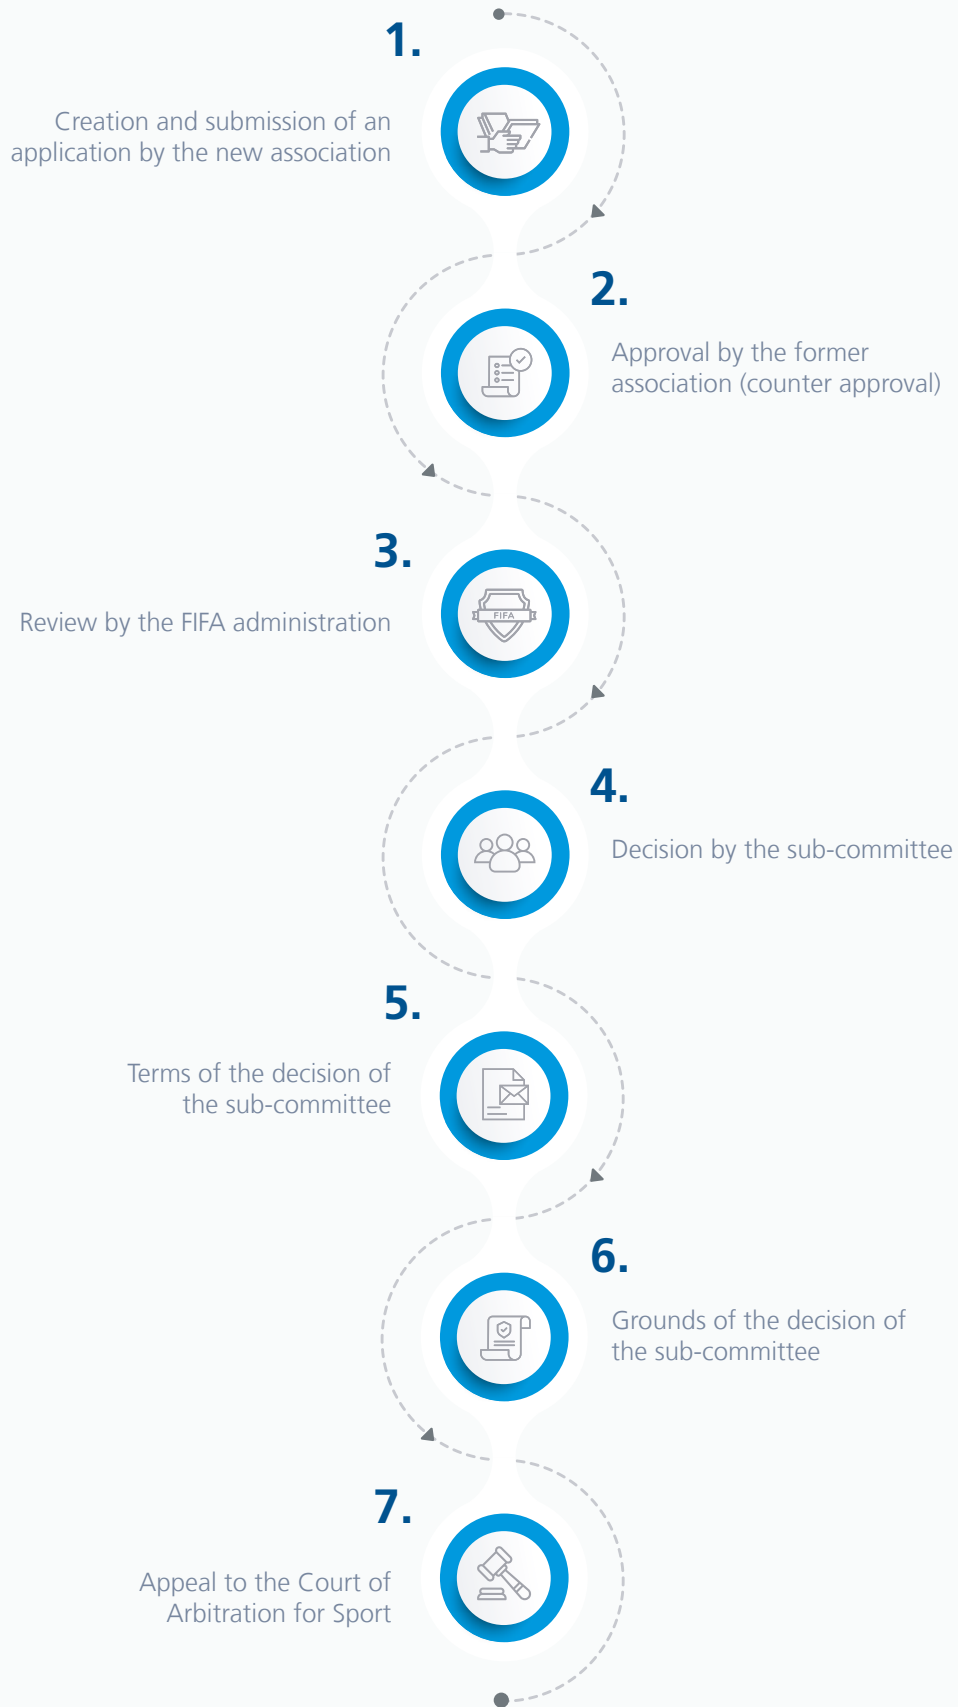 1.
Creation and submission of an
application by the new association
2.
Approval by the former
association (counter approval)
3.
FIFA
Review by the FIFA administration
4.
Decision by the sub-committee
5.
Terms of the decision of
the sub-committee
6.
Grounds of the decision of
the sub-committee
7.
Appeal to the Court of
Arbitration for Sport